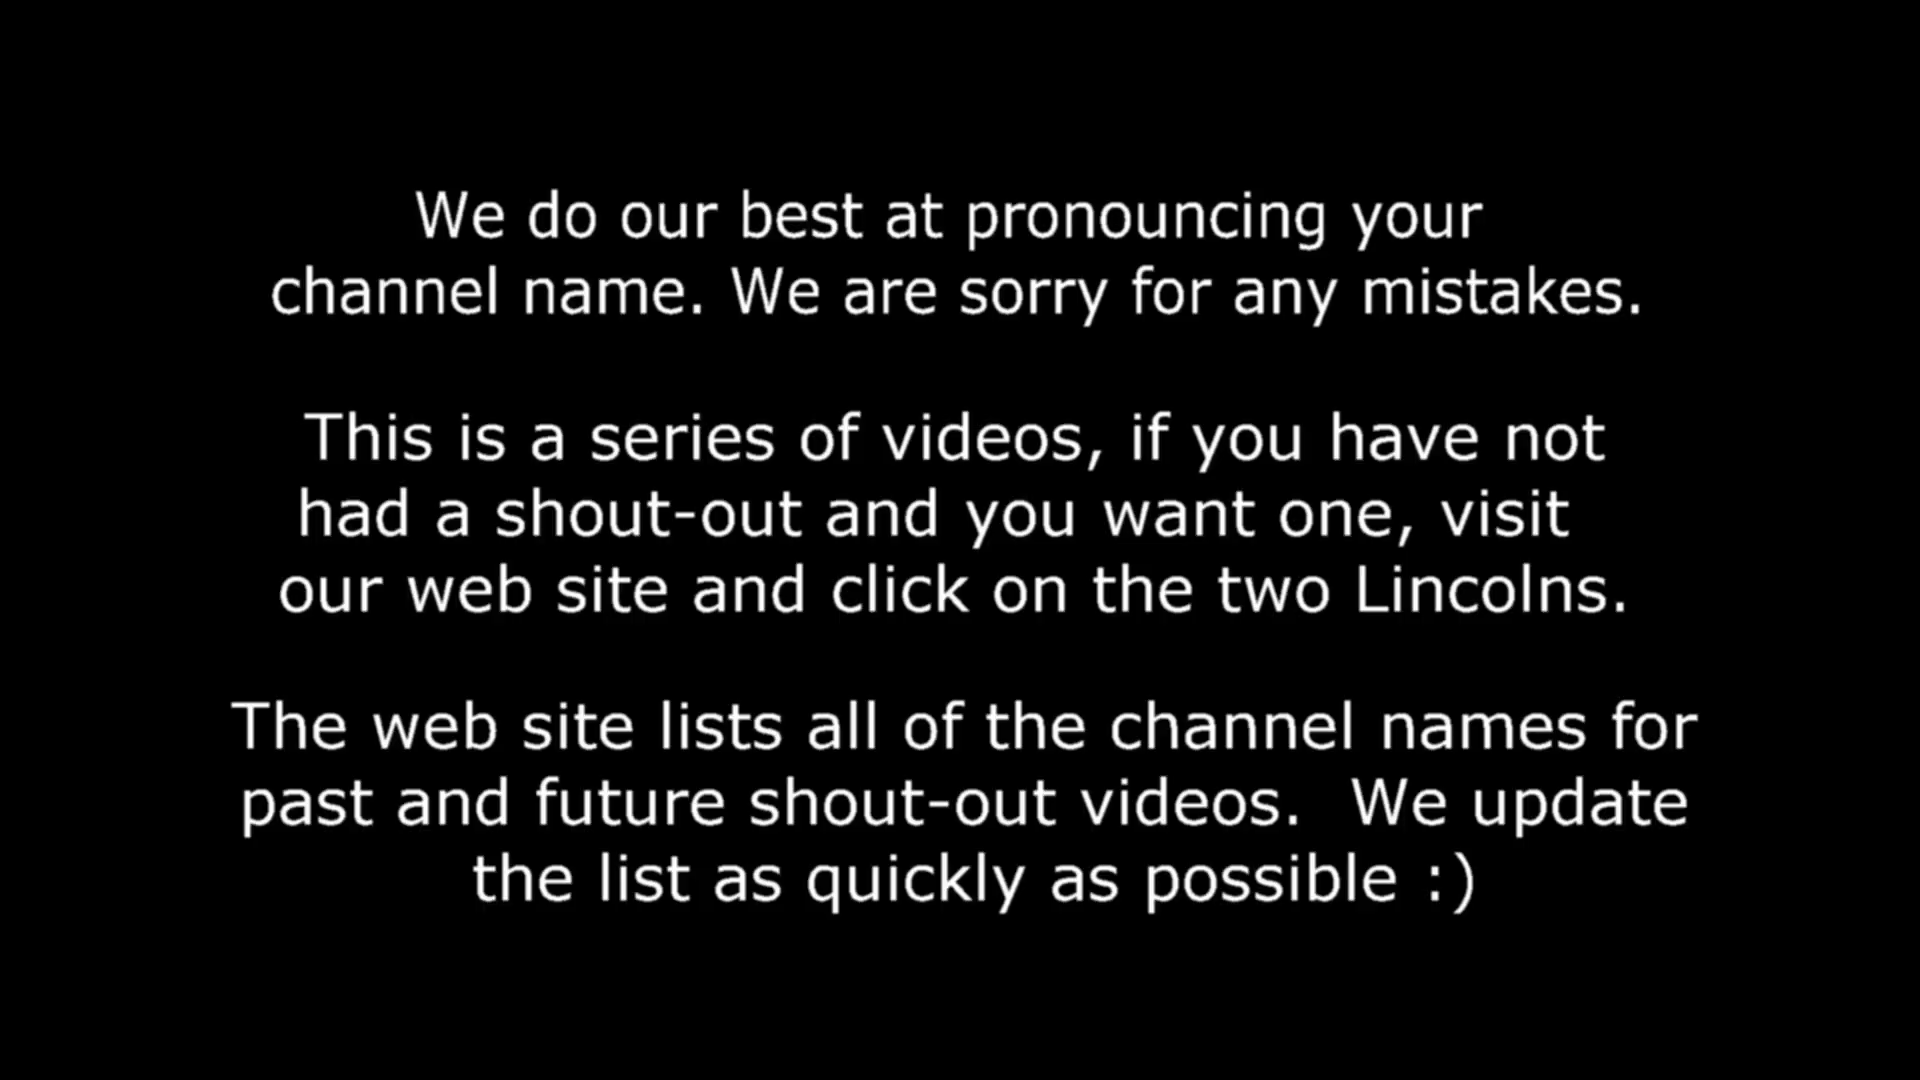 We do our best at pronouncing your
channel name. We are sorry for any mistakes.
This is a series of videos, if you have not
had a shout-out and you want one, visit
our web site and click on the two Lincolns.
The web site lists all of the channel names for
past and future shout-out videos.  We update
the list as quickly as possible :)